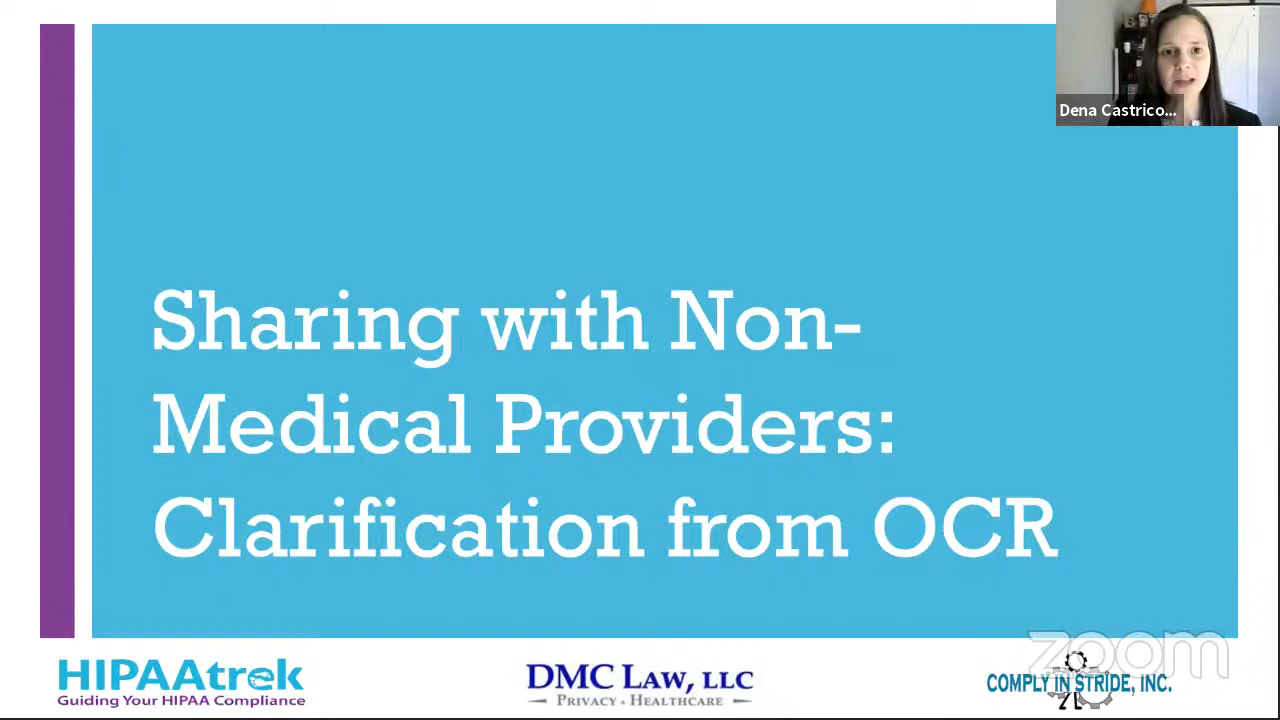 Dena Castrico...
Sharing with Non-
Medical Providers:
Clarification from OCR
zoom
HIPAAtrek
Guiding Your HIPAA Compliance
DMC LAW, LLC
PRIVACY • HEALTHCARE
COMPLY IN STRIDE, INC.